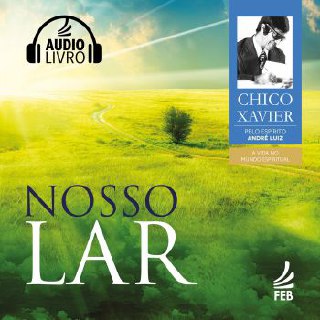 AUDIO
LIVRO
CHICO
XAVIER
PELO ESPÍRITO
ANDRÉ LUIZ
A VIDA NO
MUNDO ESPIRITUAL
NOSSO
LAR
FEB